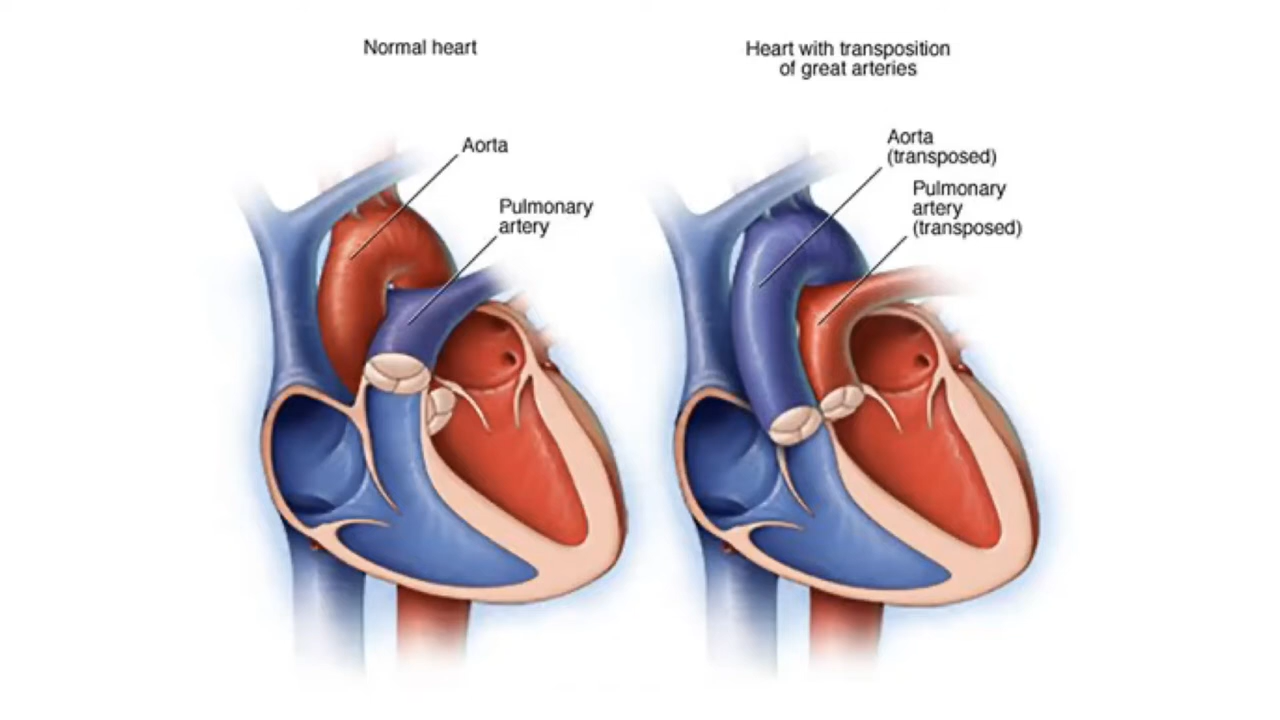 Normal heart
Aorta
Pulmonary
artery
Heart with transposition
of great arteries
Aorta
(transposed)
Pulmonary
artery
(transposed)